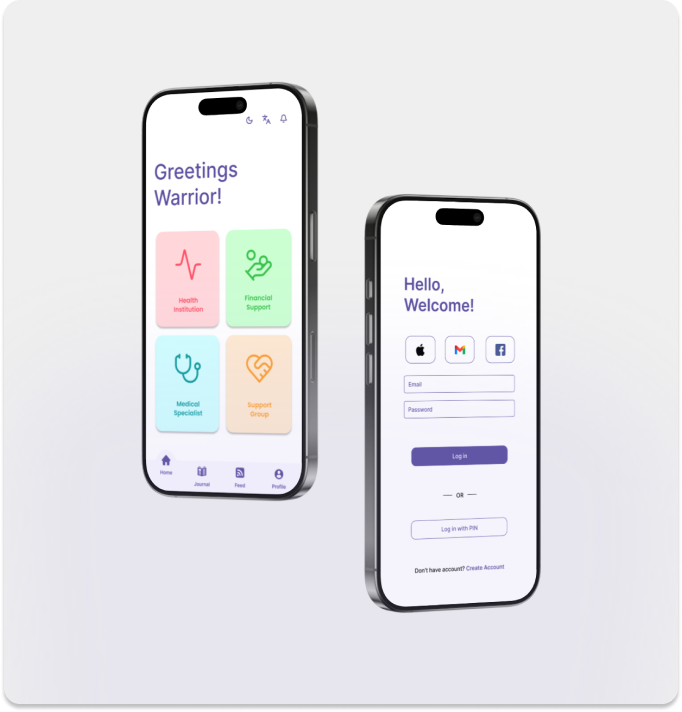 Greetings
Warrior!
Health
Institution
Financial
Support
Medical
Specialist
Support
Group
Home
Journal
Feed
Profile
Hello,
Welcome!
Email
Password
Log in
OR
Log in with PIN
Don't have account? Create Account